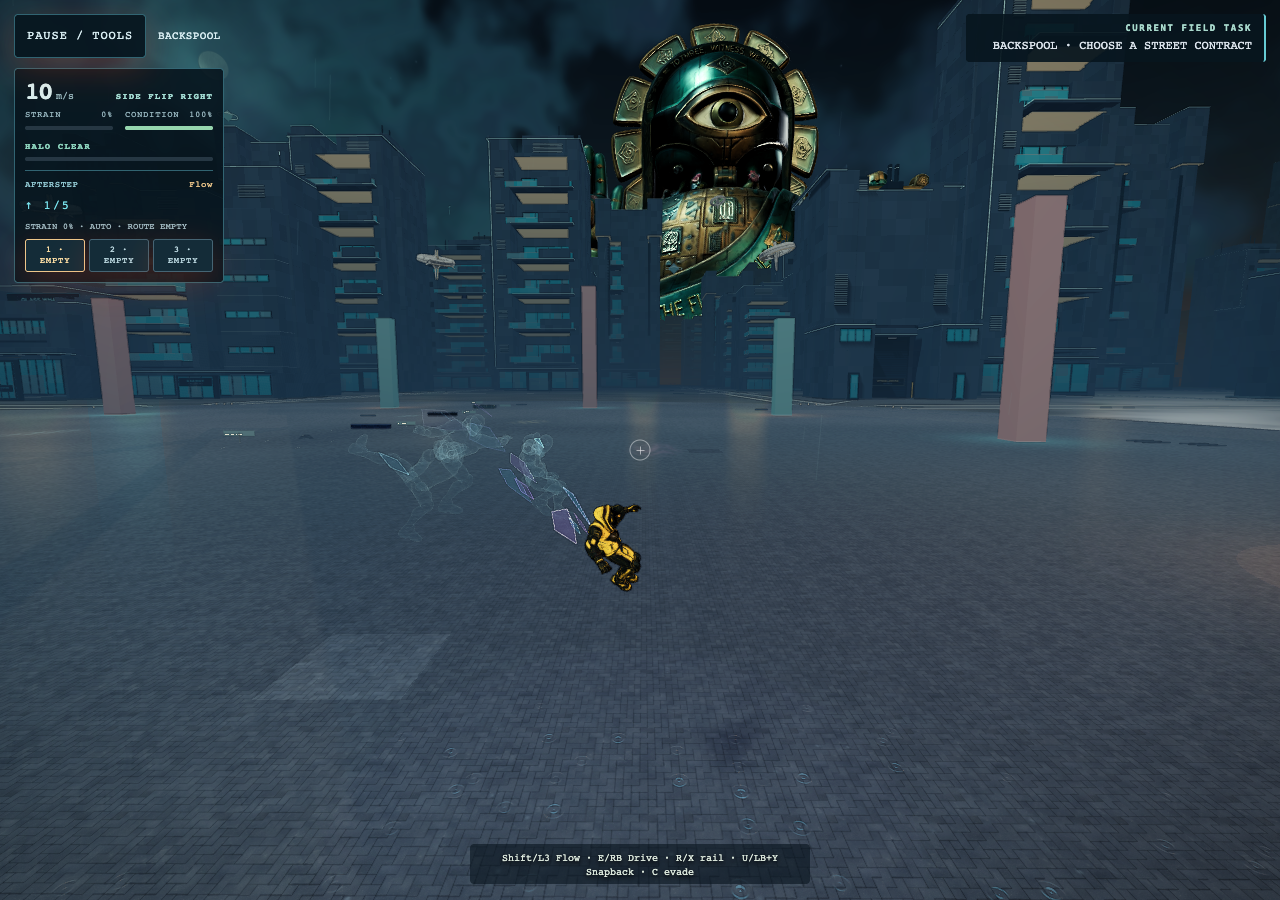 PAUSE / TOOLS
BACKSPOOL
CURRENT FIELD TASK
BACKSPOOL · CHOOSE A STREET CONTRACT
10 m/s
SIDE FLIP RIGHT
STRAIN 0%
CONDITION 100%
HALO CLEAR
AFTERSTEP
Flow
↑ 1/5
STRAIN 0% · AUTO · ROUTE EMPTY
1 · EMPTY
2 · EMPTY
3 · EMPTY
Shift/L3 Flow · E/RB Drive · R/X rail · U/LB+Y
Snapback · C evade